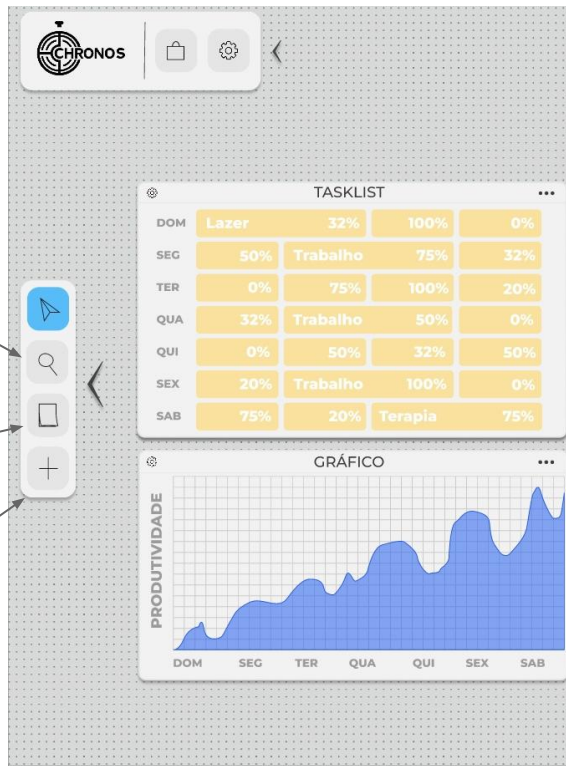 CHRONOS
TASKLIST
DOM Lazer 32% 100% 0%
SEG 50% Trabalho 75% 32%
TER 0% 75% 100% 20%
QUA 32% Trabalho 50% 0%
QUI 0% 50% 32% 50%
SEX 20% Trabalho 100% 0%
SAB 75% 20% Terapia 75%
GRÁFICO
PRODUTIVIDADE
DOM SEG TER QUA QUI SEX SAB